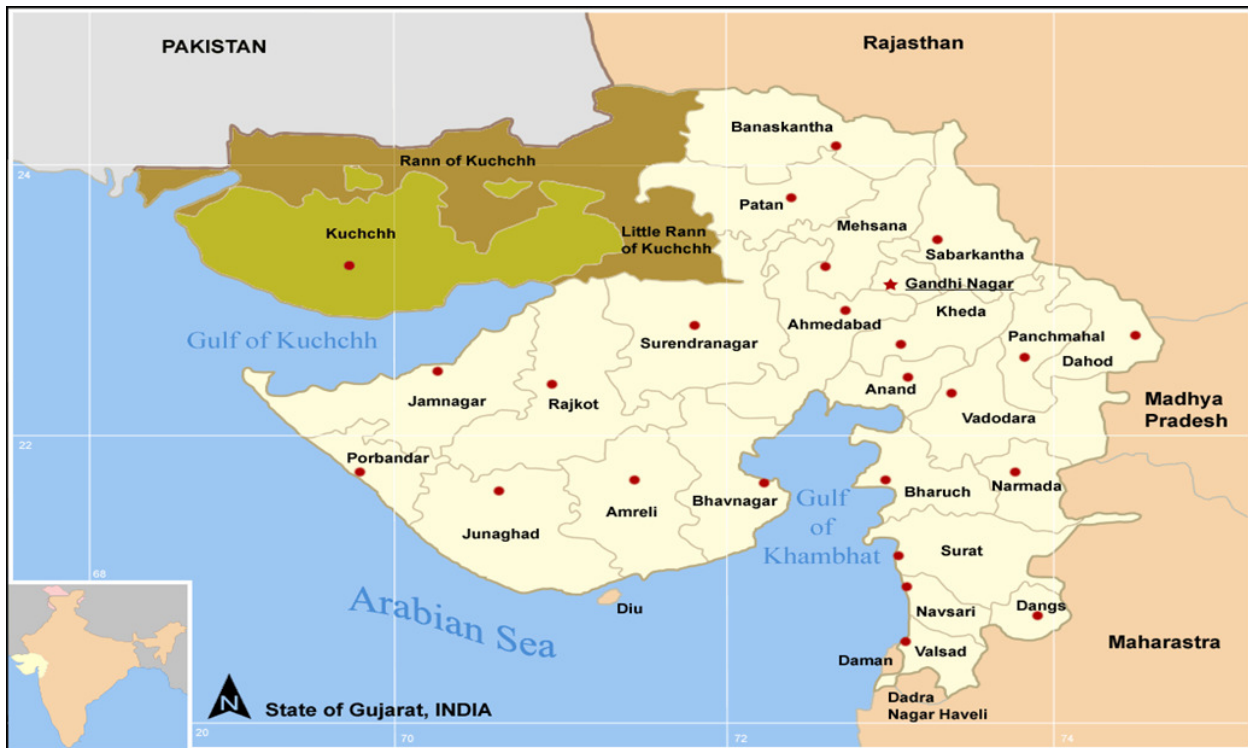 PAKISTAN
Rajasthan
Banaskantha
Rann of Kuchchh
24
Patan
Mehsana
Kuchchh
Little Rann
of Kuchchh
Sabarkantha
Gandhi Nagar
Gulf of Kuchchh
Ahmedabad
Kheda
Surendranagar
Panchmahal
Dahod
Jamnagar
Rajkot
Anand
Vadodara
Madhya
Pradesh
22
Porbandar
Bharuch
Narmada
Bhavnagar
Gulf
of
Khambhat
Junaghad
Amreli
Surat
68
Arabian Sea
Diu
Navsari
Dangs
Valsad
Maharastra
Daman
Dadra
Nagar Haveli
N
State of Gujarat, INDIA
20
70
72
74